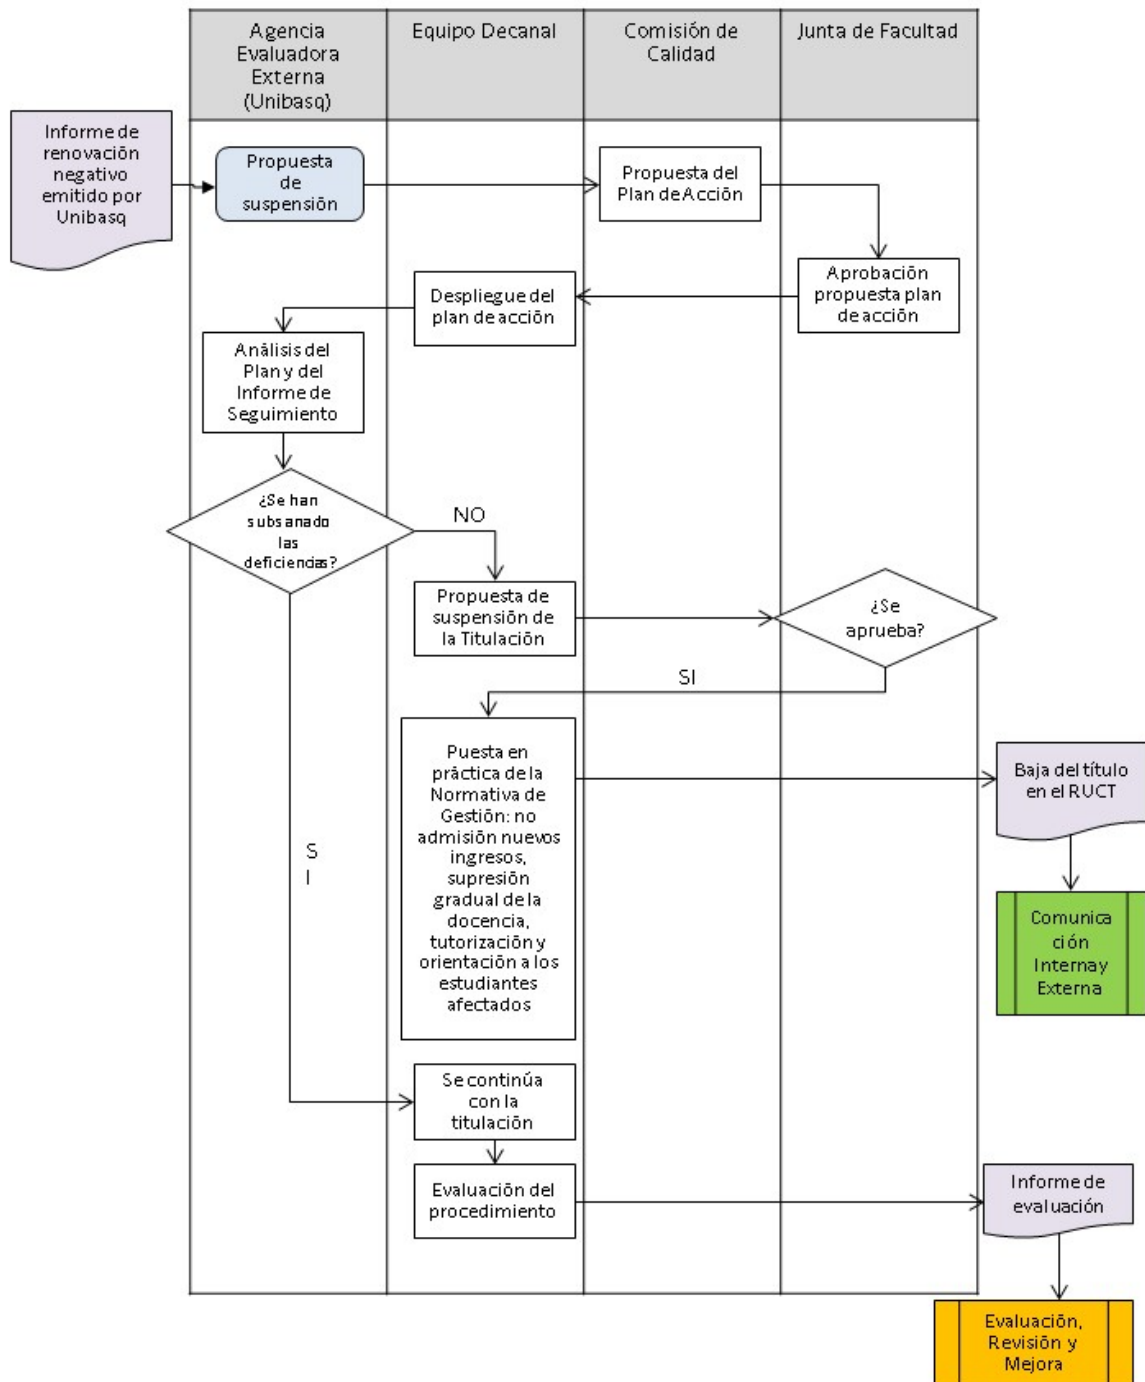 Agencia
Evaluadora
Externa
(Unibasq)
Equipo Decanal
Comisión de
Calidad
Junta de Facultad
Informe de
renovación
negativo
emitido por
Unibasq
Propuesta
de
suspensión
Propuesta del
Plan de Acción
Aprobación
propuesta plan
de acción
Despliegue del
plan de acción
Análisis del
Plan y del
Informe de
Seguimiento
¿Se han
subsanado
las
deficiencias?
NO
Propuesta de
suspensión de
la Titulación
¿Se
aprueba?
SI
Puesta en
práctica de la
Normativa de
Gestión: no
admisión nuevos
ingresos,
supresión
gradual de la
docencia,
tutorización y
orientación a los
estudiantes
afectados
Baja del título
en el RUCT
Comunica
ción
Interna y
Externa
S
I
Se continúa
con la
titulación
Evaluación del
procedimiento
Informe de
evaluación
Evaluación,
Revisión y
Mejora